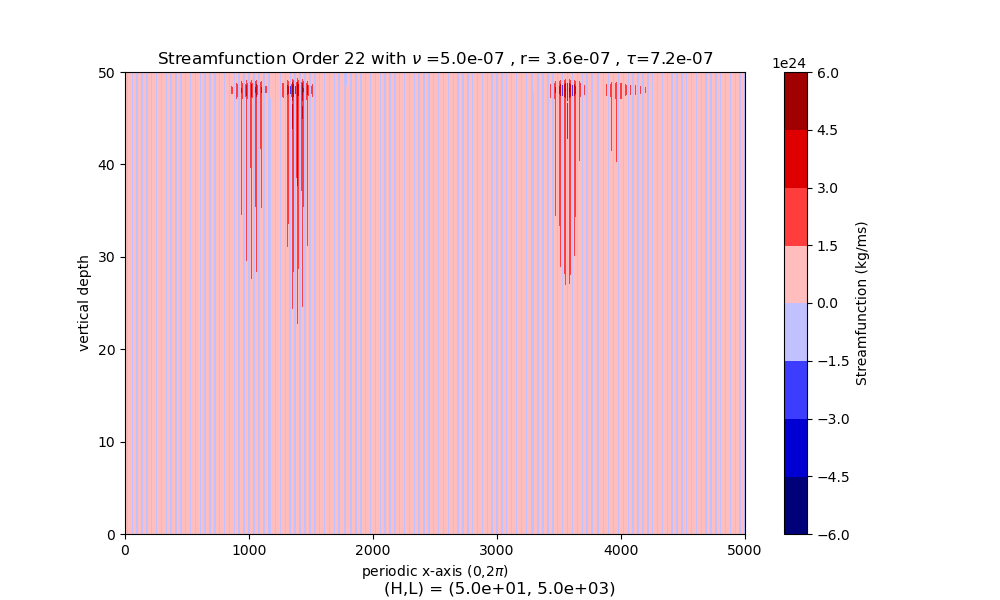 Streamfunction Order 22 with ν =5.0e-07 , r= 3.6e-07 , τ=7.2e-07
1e24
50
40
30
20
10
0
vertical depth
0 1000 2000 3000 4000 5000
periodic x-axis (0,2π)
(H,L) = (5.0e+01, 5.0e+03)
6.0
4.5
3.0
1.5
0.0
−1.5
−3.0
−4.5
−6.0
Streamfunction (kg/ms)